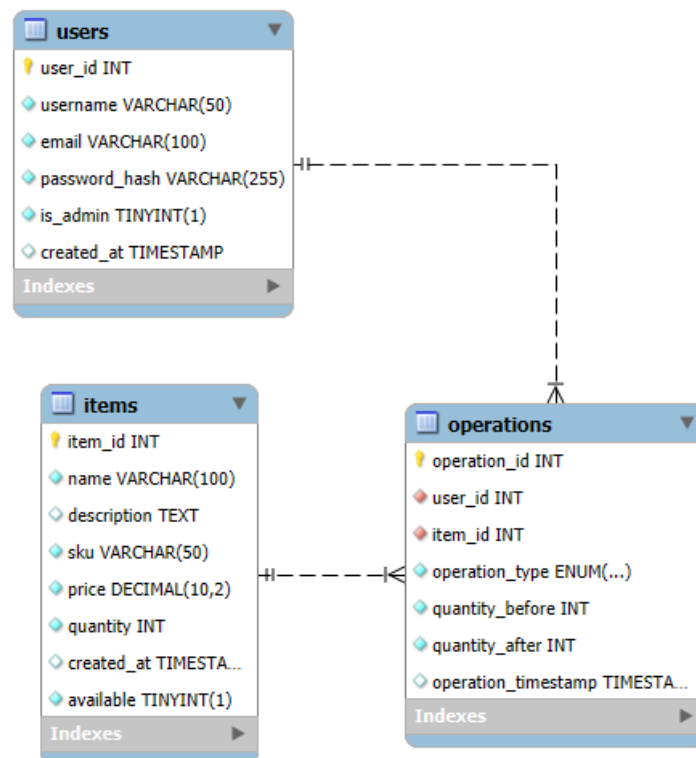 users
user_id INT
username VARCHAR(50)
email VARCHAR(100)
password_hash VARCHAR(255)
is_admin TINYINT(1)
created_at TIMESTAMP
Indexes
items
item_id INT
name VARCHAR(100)
description TEXT
sku VARCHAR(50)
price DECIMAL(10,2)
quantity INT
created_at TIMESTA...
available TINYINT(1)
Indexes
operations
operation_id INT
user_id INT
item_id INT
operation_type ENUM(...)
quantity_before INT
quantity_after INT
operation_timestamp TIMESTA...
Indexes